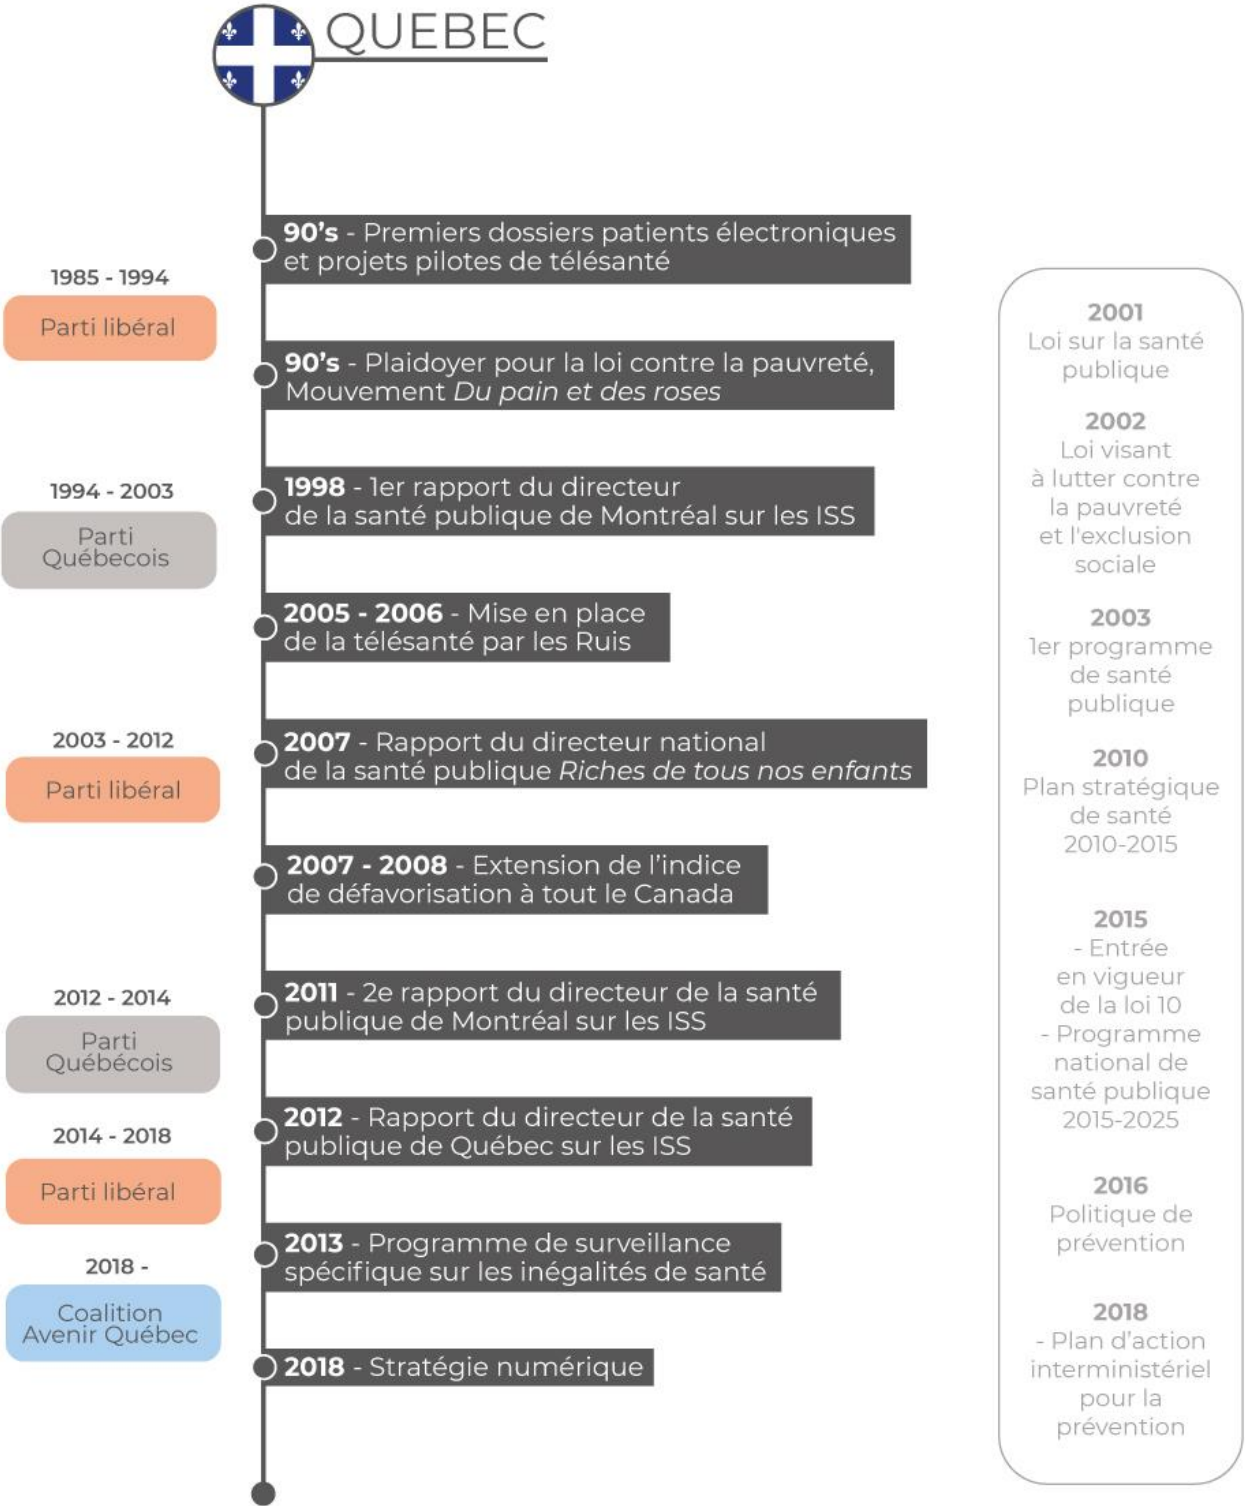 QUEBEC
90’s - Premiers dossiers patients électroniques
et projets pilotes de télésanté
90’s - Plaidoyer pour la loi contre la pauvreté,
Mouvement Du pain et des roses
1998 - 1er rapport du directeur
de la santé publique de Montréal sur les ISS
2005 - 2006 - Mise en place
de la télésanté par les Ruis
2007 - Rapport du directeur national
de la santé publique Riches de tous nos enfants
2007 - 2008 - Extension de l’indice
de défavorisation à tout le Canada
2011 - 2e rapport du directeur de la santé
publique de Montréal sur les ISS
2012 - Rapport du directeur de la santé
publique de Québec sur les ISS
2013 - Programme de surveillance
spécifique sur les inégalités de santé
2018 - Stratégie numérique
1985 - 1994
Parti libéral
1994 - 2003
Parti
Québecois
2003 - 2012
Parti libéral
2012 - 2014
Parti
Québécois
2014 - 2018
Parti libéral
2018 -
Coalition
Avenir Québec
2001
Loi sur la santé
publique
2002
Loi visant
à lutter contre
la pauvreté
et l'exclusion
sociale
2003
1er programme
de santé
publique
2010
Plan stratégique
de santé
2010-2015
2015
- Entrée
en vigueur
de la loi 10
- Programme
national de
santé publique
2015-2025
2016
Politique de
prévention
2018
- Plan d’action
interministériel
pour la
prévention